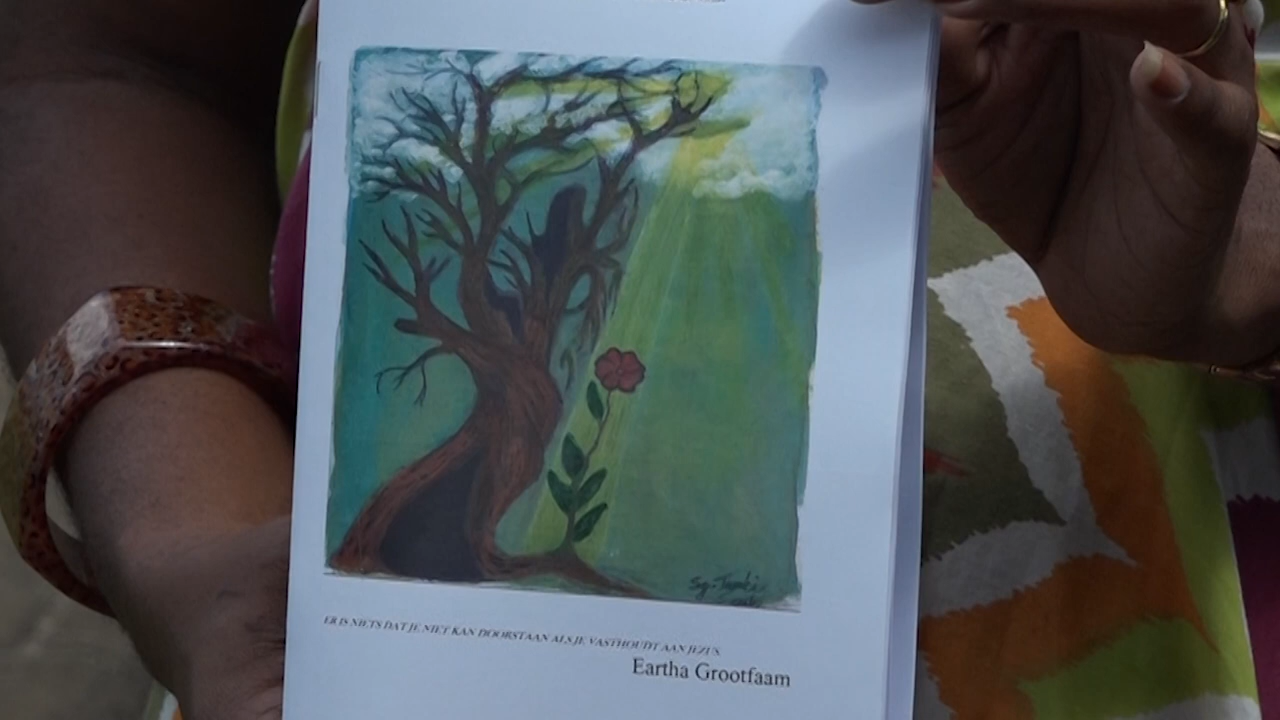 ER IS NIETS DAT JE NIET KAN DOORSTAAN ALS JE VASTHOUDT AAN JEZUS.
Eartha Grootfaam